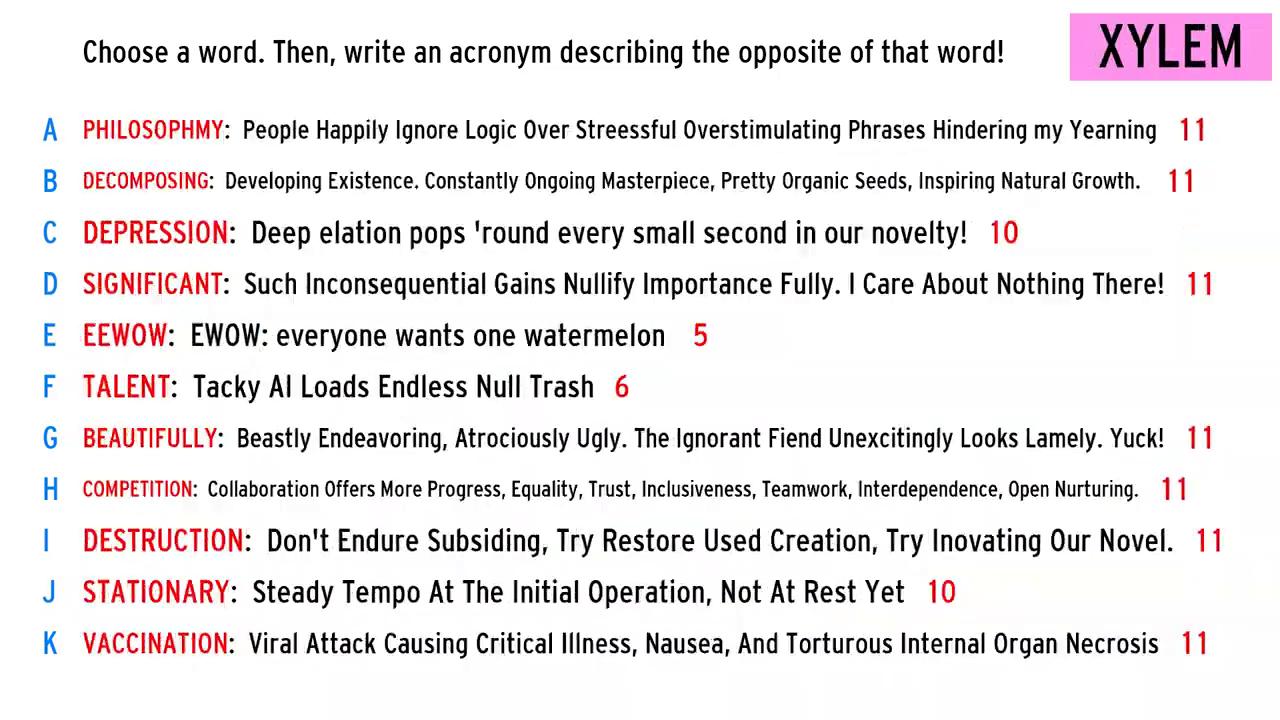 Choose a word. Then, write an acronym describing the opposite of that word!
XYLEM
A PHILOSOPHMY: People Happily Ignore Logic Over Streessful Overstimulating Phrases Hindering my Yearning 11
B DECOMPOSING: Developing Existence. Constantly Ongoing Masterpiece, Pretty Organic Seeds, Inspiring Natural Growth. 11
C DEPRESSION: Deep elation pops 'round every small second in our novelty! 10
D SIGNIFICANT: Such Inconsequential Gains Nullify Importance Fully. I Care About Nothing There! 11
E EEWOW: EWOW: everyone wants one watermelon 5
F TALENT: Tacky AI Loads Endless Null Trash 6
G BEAUTIFULLY: Beastly Endeavoring, Atrociously Ugly. The Ignorant Fiend Unexcitingly Looks Lamely. Yuck! 11
H COMPETITION: Collaboration Offers More Progress, Equality, Trust, Inclusiveness, Teamwork, Interdependence, Open Nurturing. 11
I DESTRUCTION: Don't Endure Subsiding, Try Restore Used Creation, Try Inovating Our Novel. 11
J STATIONARY: Steady Tempo At The Initial Operation, Not At Rest Yet 10
K VACCINATION: Viral Attack Causing Critical Illness, Nausea, And Torturous Internal Organ Necrosis 11